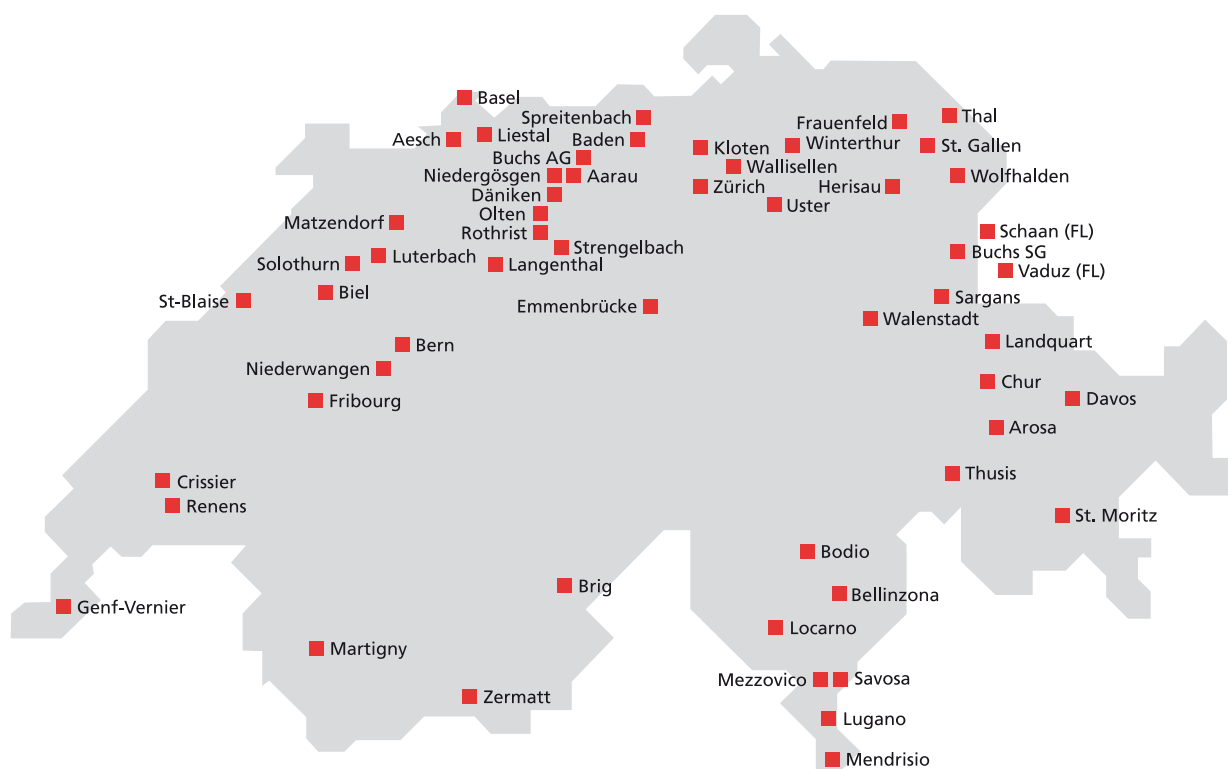 Basel
Spreitenbach
Thal
Frauenfeld
Aesch
Liestal
Baden
Kloten
Winterthur
St. Gallen
Buchs AG
Wallisellen
Niedergösgen
Aarau
Wolfhalden
Däniken
Zürich
Herisau
Uster
Olten
Matzendorf
Rothrist
Schaan (FL)
Strengelbach
Buchs SG
Luterbach
Solothurn
Langenthal
Vaduz (FL)
Biel
St-Blaise
Sargans
Emmenbrücke
Walenstadt
Bern
Landquart
Niederwangen
Chur
Fribourg
Davos
Arosa
Thusis
Crissier
Renens
St. Moritz
Bodio
Brig
Bellinzona
Genf-Vernier
Locarno
Martigny
Mezzovico
Savosa
Zermatt
Lugano
Mendrisio